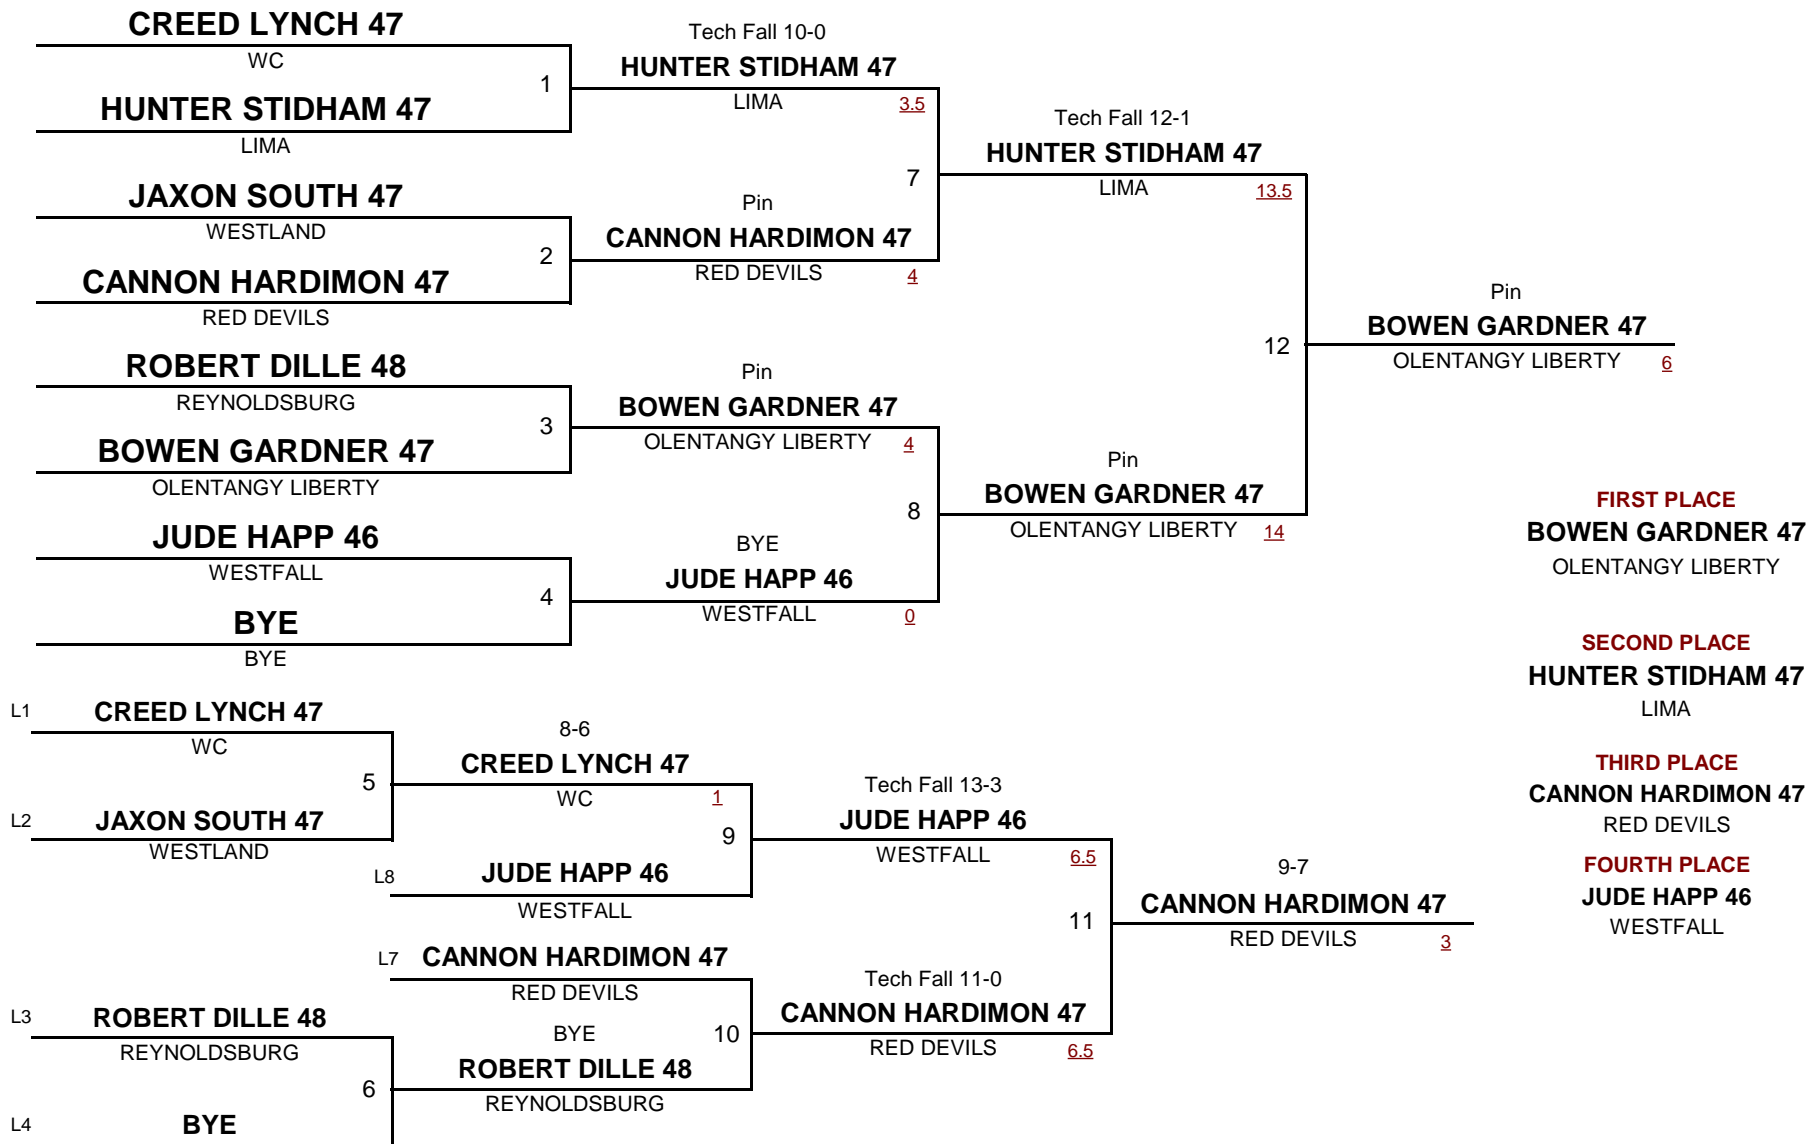 CREED LYNCH 47
WC
1
HUNTER STIDHAM 47
LIMA
Tech Fall 10-0
HUNTER STIDHAM 47
LIMA 3.5
JAXON SOUTH 47
WESTLAND
2
CANNON HARDIMON 47
RED DEVILS
Pin
CANNON HARDIMON 47
RED DEVILS 4
7
Tech Fall 12-1
HUNTER STIDHAM 47
LIMA 13.5
ROBERT DILLE 48
REYNOLDSBURG
3
BOWEN GARDNER 47
OLENTANGY LIBERTY
Pin
BOWEN GARDNER 47
OLENTANGY LIBERTY 4
JUDE HAPP 46
WESTFALL
4
BYE
BYE
BYE
JUDE HAPP 46
WESTFALL 0
8
Pin
BOWEN GARDNER 47
OLENTANGY LIBERTY 14
12
Pin
BOWEN GARDNER 47
OLENTANGY LIBERTY 6
FIRST PLACE
BOWEN GARDNER 47
OLENTANGY LIBERTY
SECOND PLACE
HUNTER STIDHAM 47
LIMA
THIRD PLACE
CANNON HARDIMON 47
RED DEVILS
FOURTH PLACE
JUDE HAPP 46
WESTFALL
L1 CREED LYNCH 47
WC
5
L2 JAXON SOUTH 47
WESTLAND
8-6
CREED LYNCH 47
WC 1
9
L8 JUDE HAPP 46
WESTFALL
Tech Fall 13-3
JUDE HAPP 46
WESTFALL 6.5
L7 CANNON HARDIMON 47
RED DEVILS
10
L3 ROBERT DILLE 48
REYNOLDSBURG
6
L4 BYE
BYE
ROBERT DILLE 48
REYNOLDSBURG
Tech Fall 11-0
CANNON HARDIMON 47
RED DEVILS 6.5
11
9-7
CANNON HARDIMON 47
RED DEVILS 3